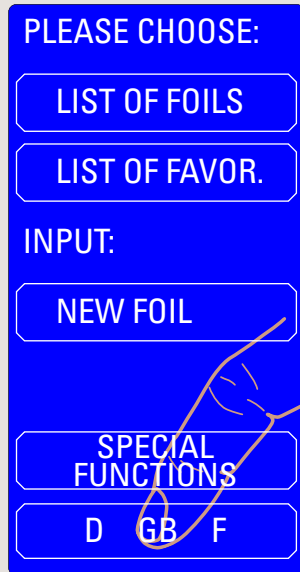 PLEASE CHOOSE:
LIST OF FOILS
LIST OF FAVOR.
INPUT:
NEW FOIL
SPECIAL
FUNCTIONS
D GB F